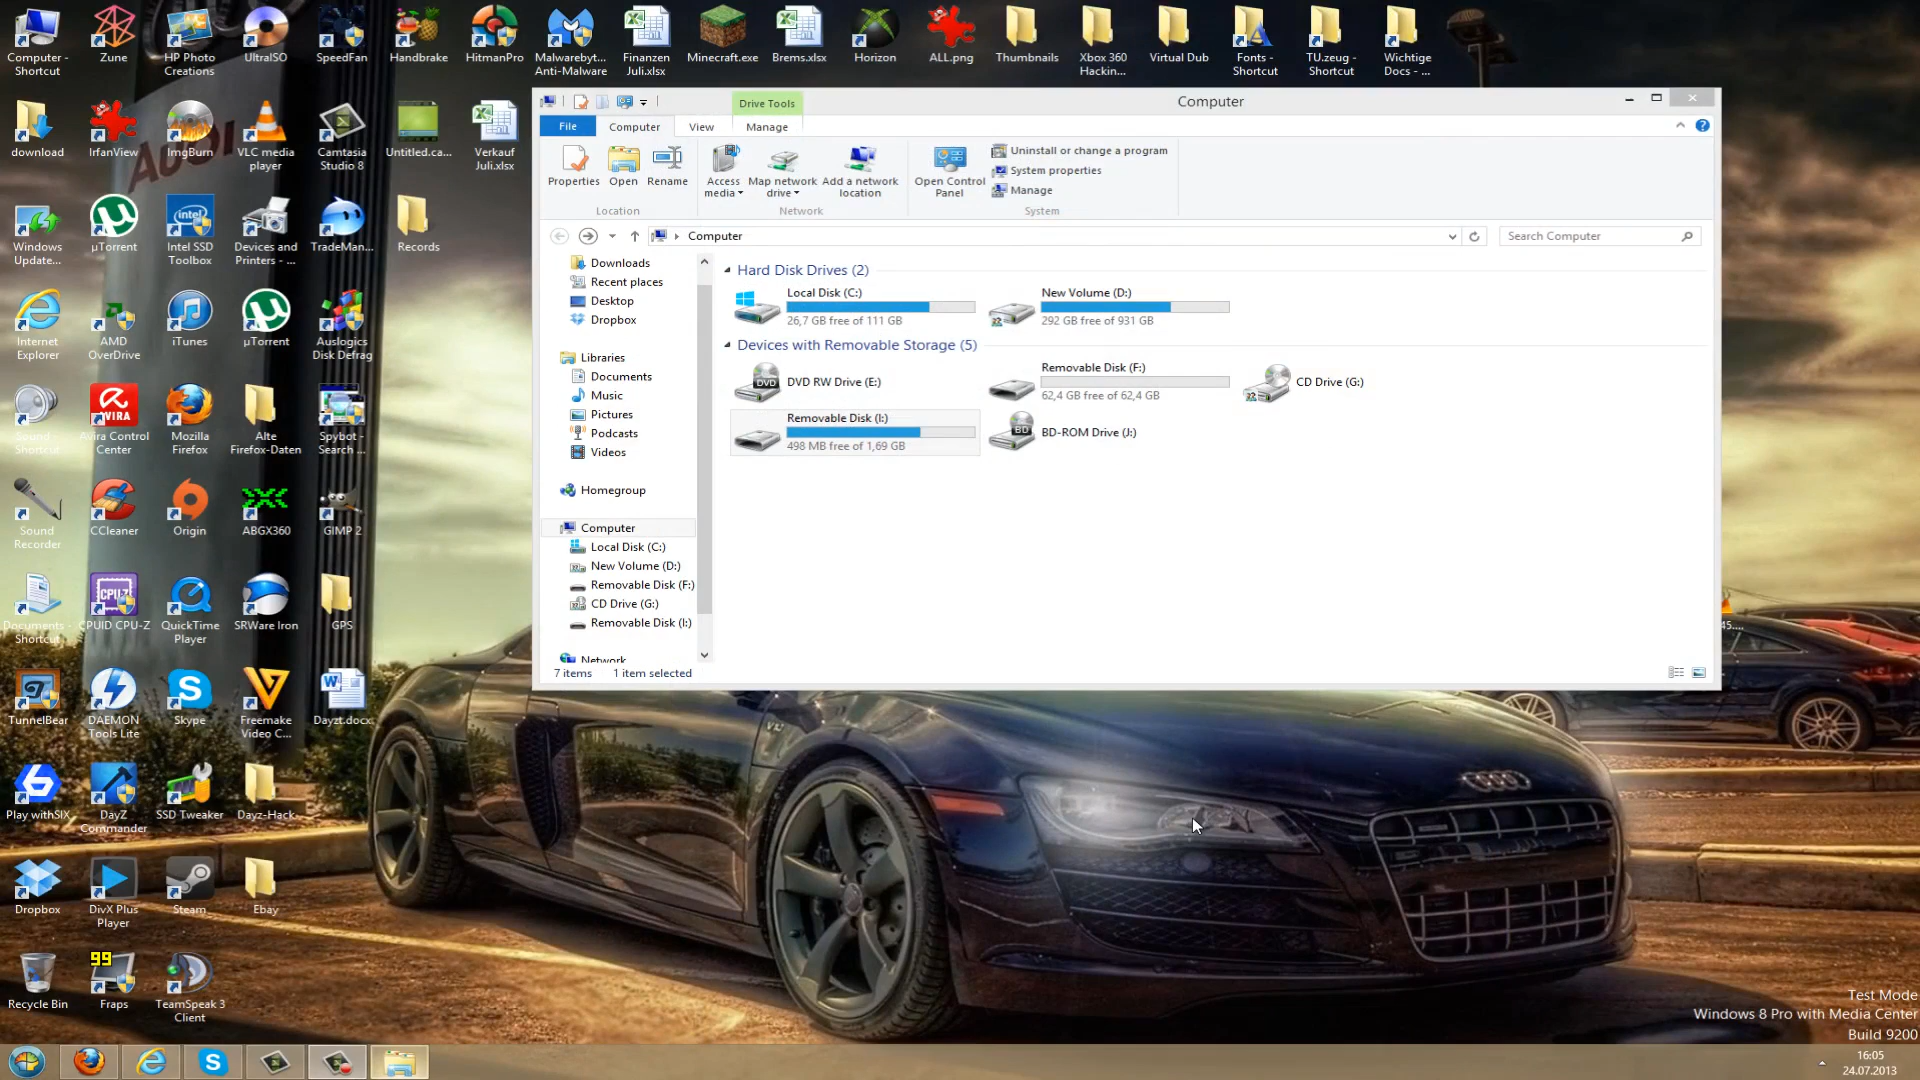 Computer -
Shortcut
Zune
HP Photo
Creations
UltraISO
SpeedFan
Handbrake
HitmanPro
Malwarebyt...
Anti-Malware
Finanzen
Juli.xlsx
Minecraft.exe
Brems.xlsx
Horizon
ALL.png
Thumbnails
Xbox 360
Hackin...
Virtual Dub
Fonts -
Shortcut
TU.zeug -
Shortcut
Wichtige
Docs - ...
download
IrfanView
ImgBurn
VLC media
player
Camtasia
Studio 8
Untitled.ca...
Verkauf
Juli.xlsx
Windows
Update...
µTorrent
Intel SSD
Toolbox
Devices and
Printers - ...
TradeMan...
Records
Internet
Explorer
AMD
OverDrive
iTunes
µTorrent
Auslogics
Disk Defrag
Sound -
Shortcut
Avira Control
Center
Mozilla
Firefox
Alte
Firefox-Daten
Spybot -
Search ...
Sound
Recorder
CCleaner
Origin
ABGX360
GIMP 2
Documents -
Shortcut
CPUID CPU-Z
QuickTime
Player
SRWare Iron
GPS
TunnelBear
DAEMON
Tools Lite
Skype
Freemake
Video C...
Dayzt.docx
Play withSIX
DayZ
Commander
SSD Tweaker
Dayz-Hack
Dropbox
DivX Plus
Player
Steam
Ebay
Recycle Bin
99
Fraps
TeamSpeak 3
Client
Drive Tools
Computer
File
Computer
View
Manage
Properties
Open
Rename
Access
media
Map network
drive
Add a network
location
Open Control
Panel
Uninstall or change a program
System properties
Manage
Location
Network
System
Computer
Search Computer
Downloads
Recent places
Desktop
Dropbox
Libraries
Documents
Music
Pictures
Podcasts
Videos
Homegroup
Computer
Local Disk (C:)
New Volume (D:)
Removable Disk (F:)
CD Drive (G:)
Removable Disk (I:)
Network
Hard Disk Drives (2)
Local Disk (C:)
26,7 GB free of 111 GB
New Volume (D:)
292 GB free of 931 GB
Devices with Removable Storage (5)
DVD RW Drive (E:)
Removable Disk (F:)
62,4 GB free of 62,4 GB
CD Drive (G:)
Removable Disk (I:)
498 MB free of 1,69 GB
BD-ROM Drive (J:)
7 items
1 item selected
45....
Test Mode
Windows 8 Pro with Media Center
Build 9200
16:05
24.07.2013